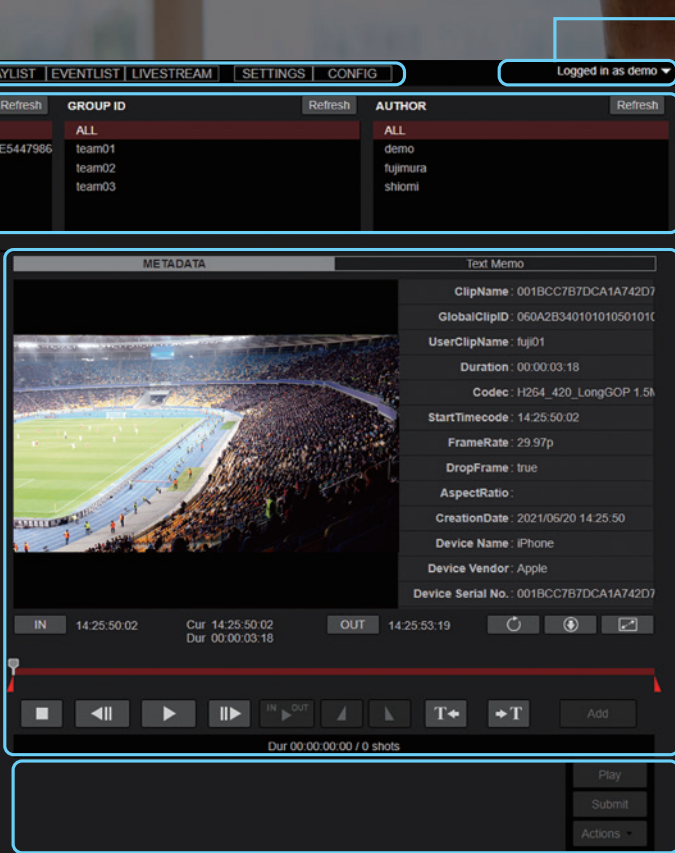 AYLIST EVENTLIST LIVESTREAM SETTINGS CONFIG
Logged in as demo
Refresh GROUP ID Refresh AUTHOR Refresh
ALL ALL
E5447986 team01 demo
team02 fujimura
team03 shiomi
METADATA Text Memo
ClipName : 001BCC7B7DCA1A742D7
GlobalClipID : 060A2B340101010501010
UserClipName : fuji01
Duration : 00:00:03:18
Codec : H264_420_LongGOP 1.5M
StartTimecode : 14:25:50:02
FrameRate : 29.97p
DropFrame : true
AspectRatio :
CreationDate : 2021/06/20 14:25:50
Device Name : iPhone
Device Vendor : Apple
Device Serial No. : 001BCC7B7DCA1A742D7
IN 14:25:50:02 Cur 14:25:50:02 OUT 14:25:53:19
Dur 00:00:03:18
IN OUT T T Add
Dur 00:00:00:00 / 0 shots
Play
Submit
Actions